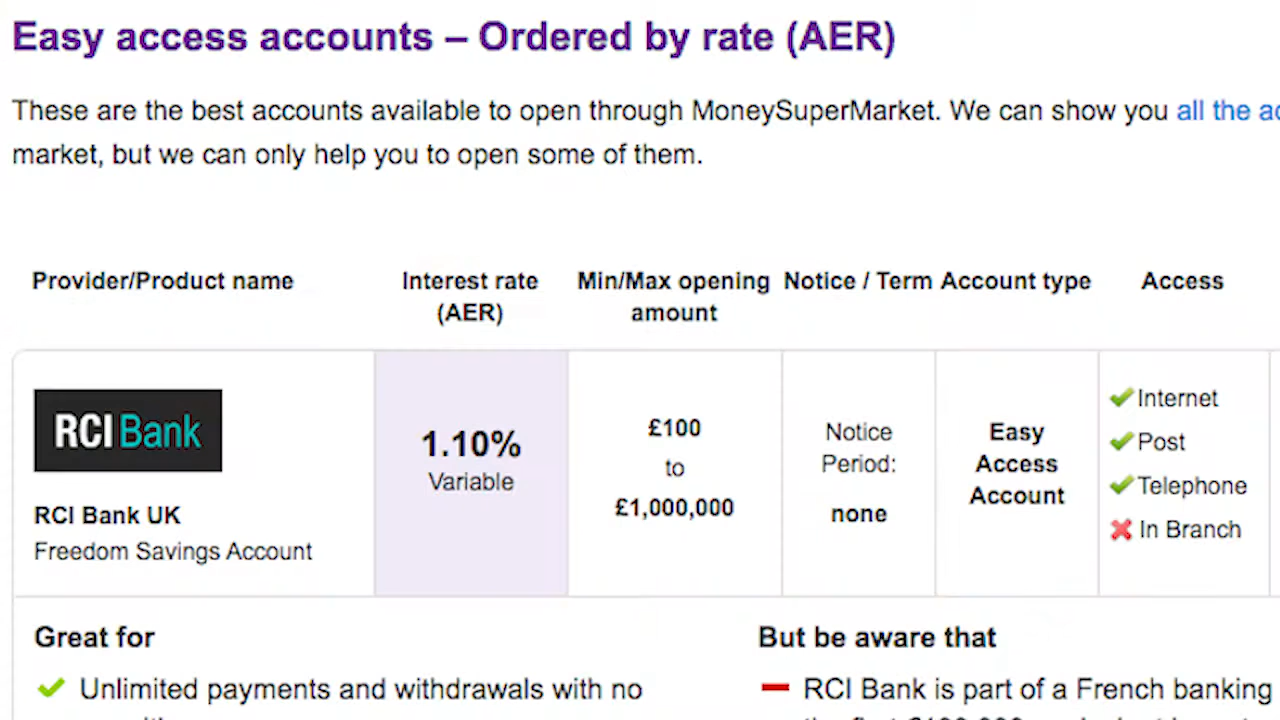 Easy access accounts – Ordered by rate (AER)
These are the best accounts available to open through MoneySuperMarket. We can show you all the
market, but we can only help you to open some of them.
Provider/Product name
Interest rate
(AER)
Min/Max opening
amount
Notice / Term
Account type
Access
RCI Bank
RCI Bank UK
Freedom Savings Account
1.10%
Variable
£100
to
£1,000,000
Notice
Period:
none
Easy
Access
Account
Internet
Post
Telephone
In Branch
Great for
Unlimited payments and withdrawals with no
But be aware that
RCI Bank is part of a French banking